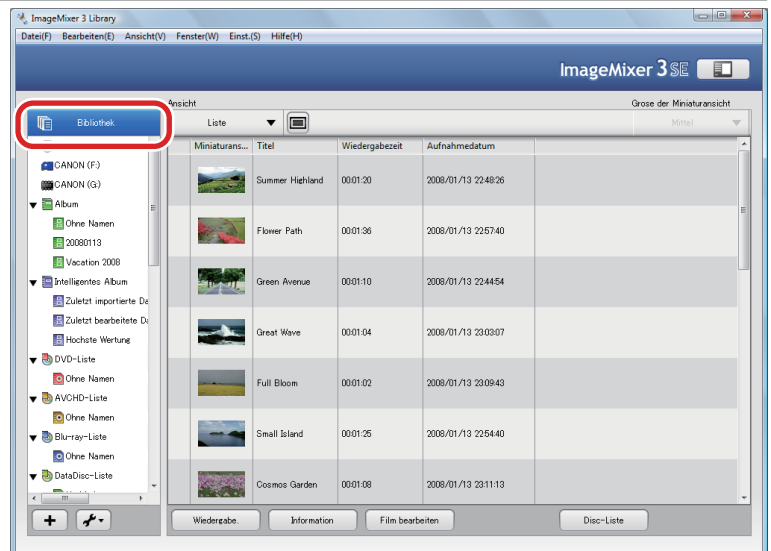 ImageMixer 3 Library
Datei(F) Bearbeiten(E) Ansicht(V) Fenster(W) Einst.(S) Hilfe(H)
ImageMixer 3 SE
Ansicht
Grose der Miniaturansicht
Bibliothek
Liste
Mittel
CANON (F:)
CANON (G:)
Album
Ohne Namen
20080113
Vacation 2008
Intelligentes Album
Zuletzt importierte Da
Zuletzt bearbeitete Da
Hochste Wertung
DVD-Liste
Ohne Namen
AVCHD-Liste
Ohne Namen
Blu-ray-Liste
Ohne Namen
DataDisc-Liste
Miniaturans... Titel Wiedergabezeit Aufnahmedatum
Summer Highland 00:01:20 2008/01/13 22:48:26
Flower Path 00:01:36 2008/01/13 22:57:40
Green Avenue 00:01:10 2008/01/13 22:44:54
Great Wave 00:01:04 2008/01/13 23:03:07
Full Bloom 00:01:02 2008/01/13 23:09:43
Small Island 00:01:25 2008/01/13 22:54:40
Cosmos Garden 00:01:08 2008/01/13 23:11:13
Wiedergabe. Information Film bearbeiten Disc-Liste